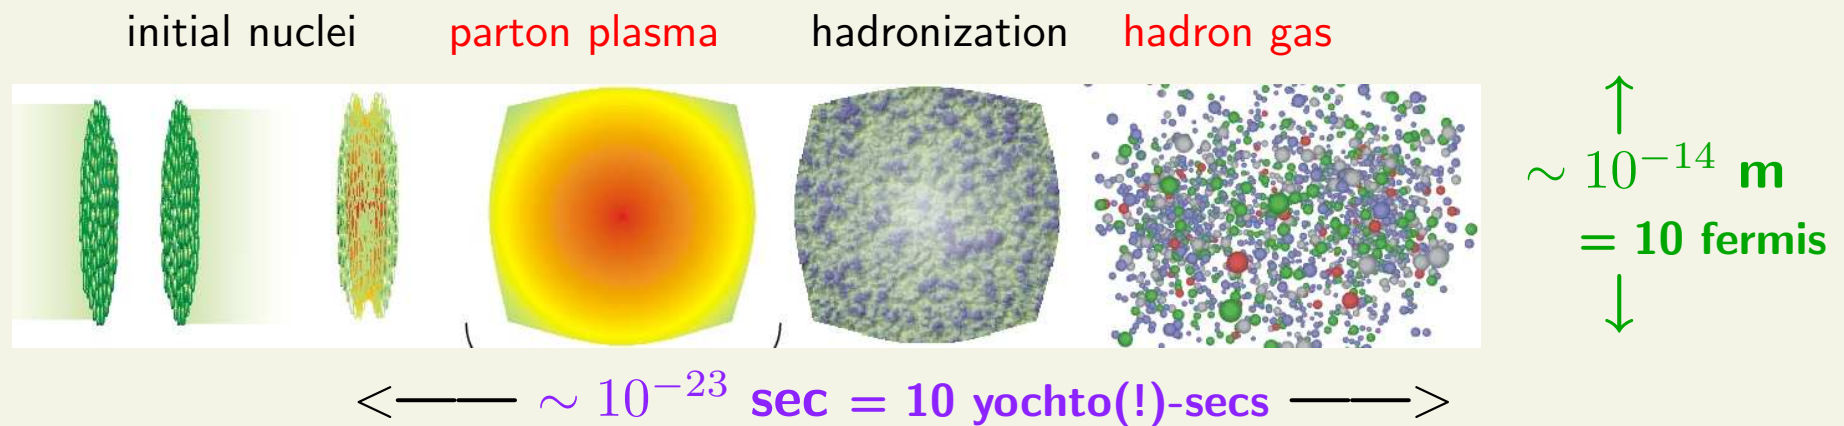 initial nuclei parton plasma hadronization hadron gas
∼ 10⁻¹⁴ m
= 10 fermis
<—— ∼ 10⁻²³ sec = 10 yochto(!)-secs ——>